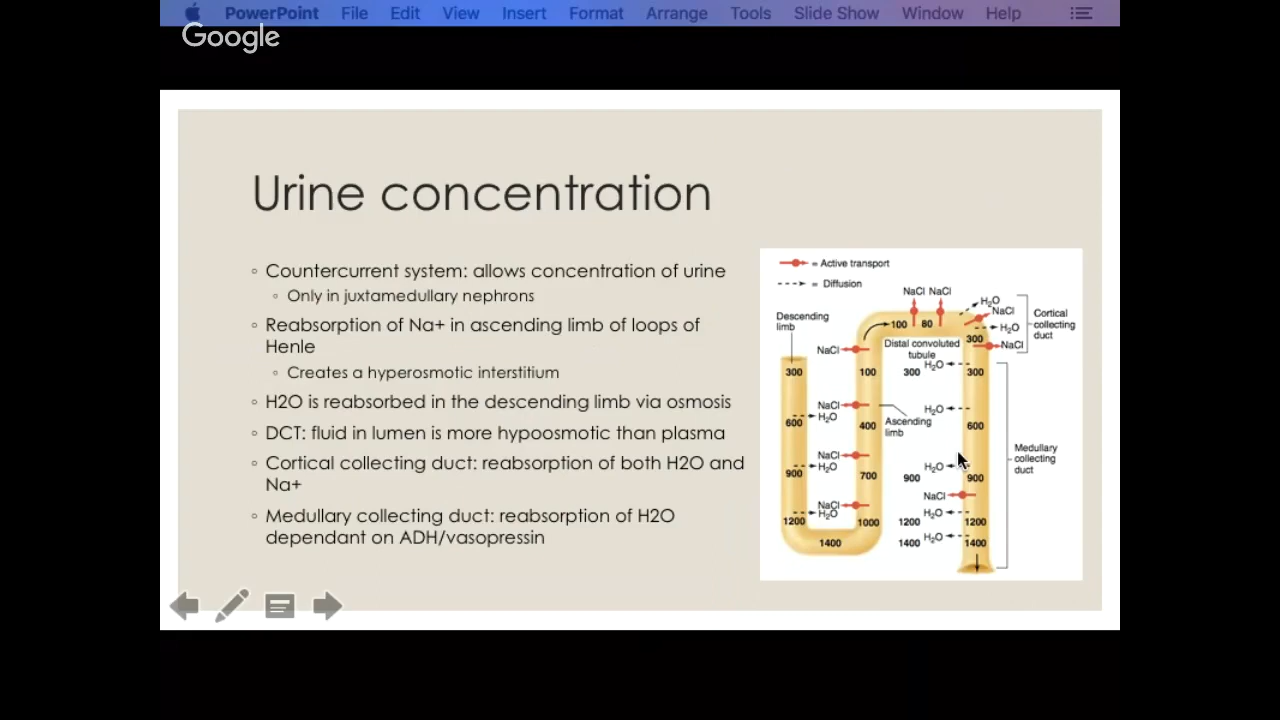 PowerPoint File Edit View Insert Format Arrange Tools Slide Show Window Help
Google
Urine concentration
◦ Countercurrent system: allows concentration of urine
◦ Only in juxtamedullary nephrons
◦ Reabsorption of Na+ in ascending limb of loops of
Henle
◦ Creates a hyperosmotic interstitium
◦ H2O is reabsorbed in the descending limb via osmosis
◦ DCT: fluid in lumen is more hypoosmotic than plasma
◦ Cortical collecting duct: reabsorption of both H2O and
Na+
◦ Medullary collecting duct: reabsorption of H2O
dependant on ADH/vasopressin
= Active transport
= Diffusion
Descending
limb
NaCl NaCl
H₂O
NaCl
H₂O
NaCl
Cortical
collecting
duct
100 80
300
Distal convoluted
tubule
NaCl
300
100
300
H₂O
300
NaCl
600
H₂O
400
Ascending
limb
H₂O
600
NaCl
900
H₂O
700
900
H₂O
900
Medullary
collecting
duct
NaCl
NaCl
1200
H₂O
1000
1200
H₂O
1200
1400
1400
H₂O
1400